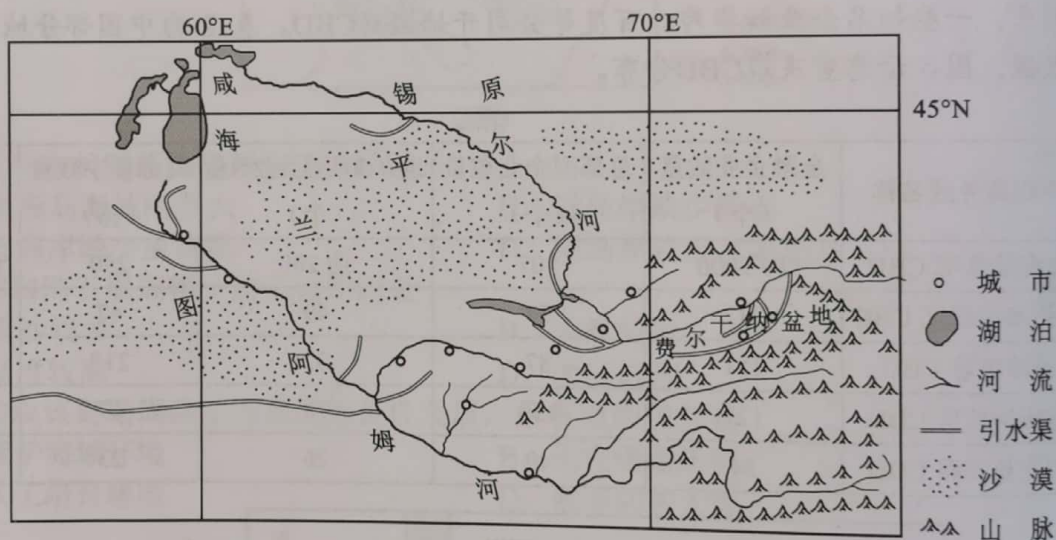 60°E 70°E
45°N
咸海
锡尔河
图兰平原
阿姆河
费尔干纳盆地
城市
湖泊
河流
引水渠
沙漠
山脉